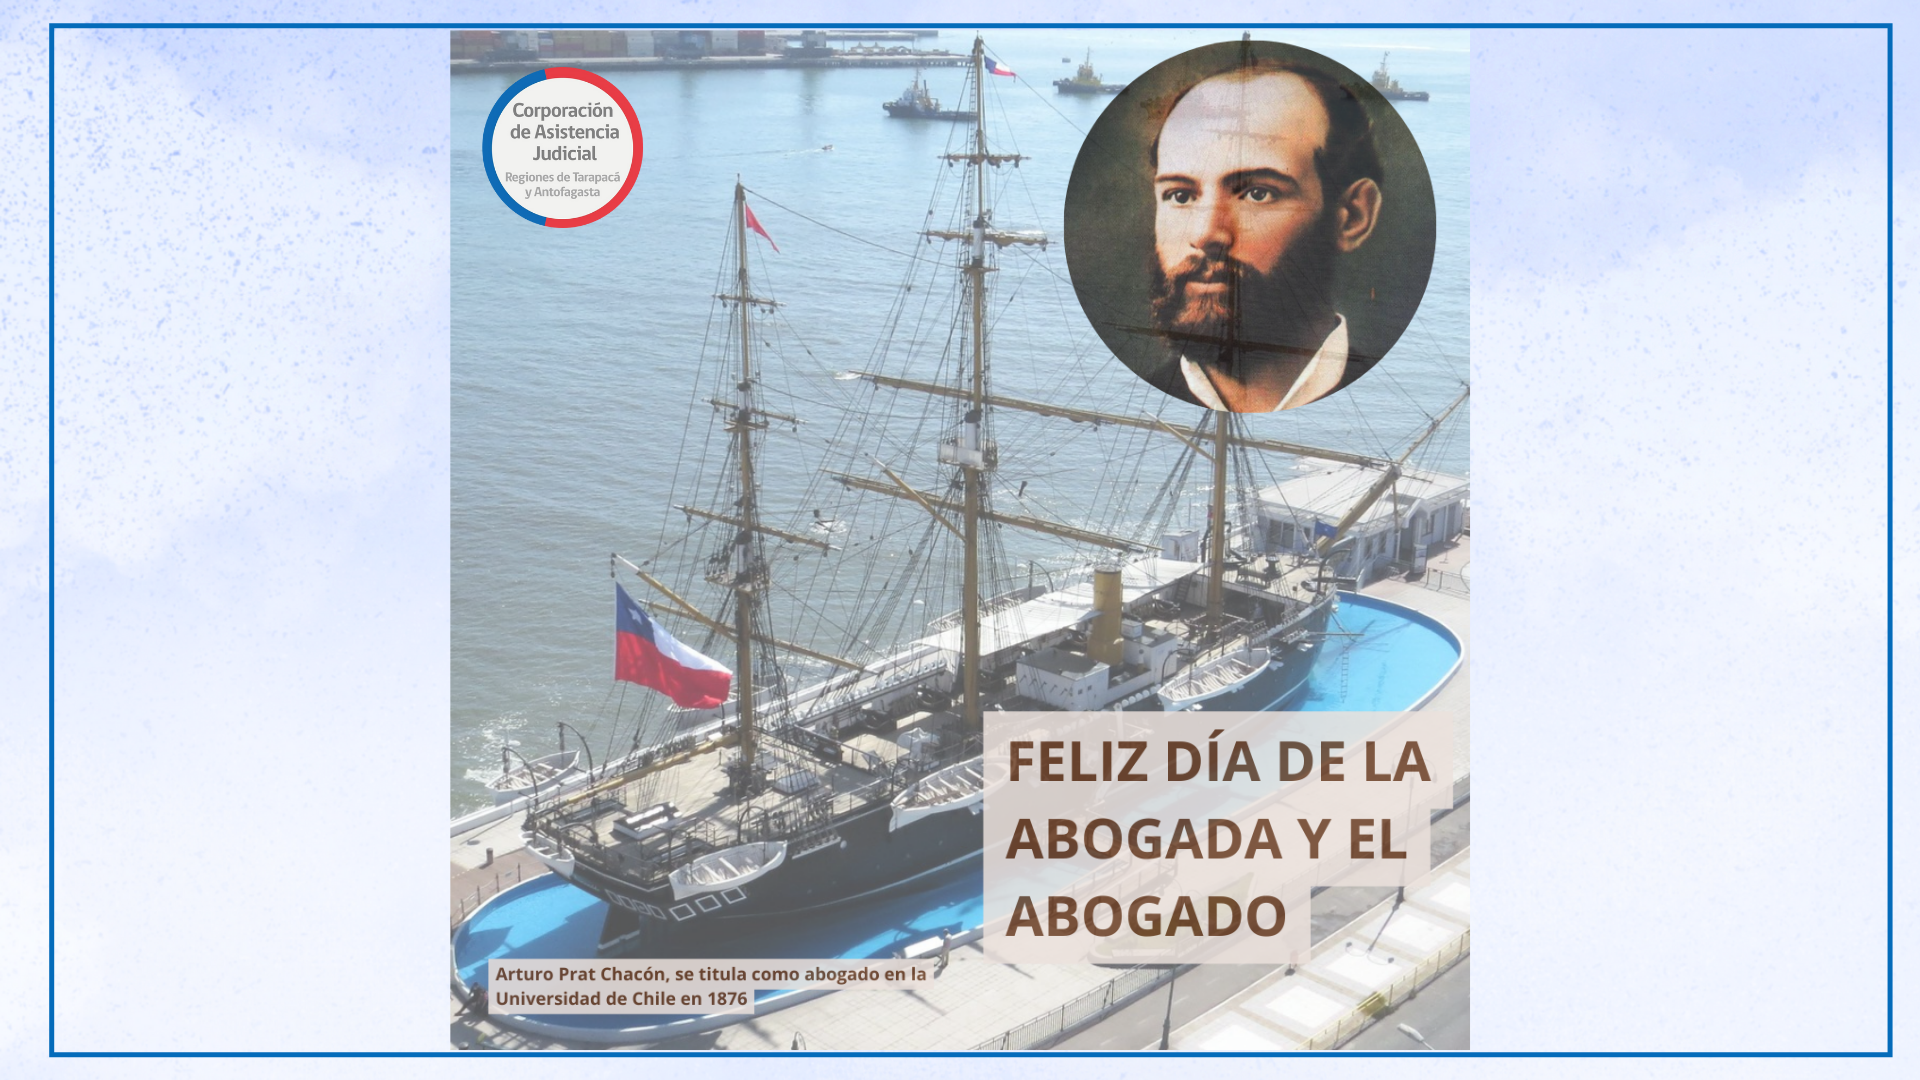 Corporación
de Asistencia
Judicial
Regiones de Tarapacá
y Antofagasta
FELIZ DÍA DE LA
ABOGADA Y EL
ABOGADO
Arturo Prat Chacón, se titula como abogado en la
Universidad de Chile en 1876